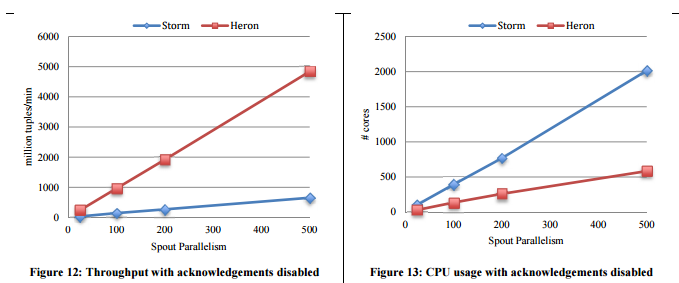 Storm Heron
6000
5000
4000
3000
2000
1000
0
million tuples/min
0 100 200 300 400 500
Spout Parallelism
Figure 12: Throughput with acknowledgements disabled
Storm Heron
2500
2000
1500
1000
500
0
# cores
0 100 200 300 400 500
Spout Parallelism
Figure 13: CPU usage with acknowledgements disabled